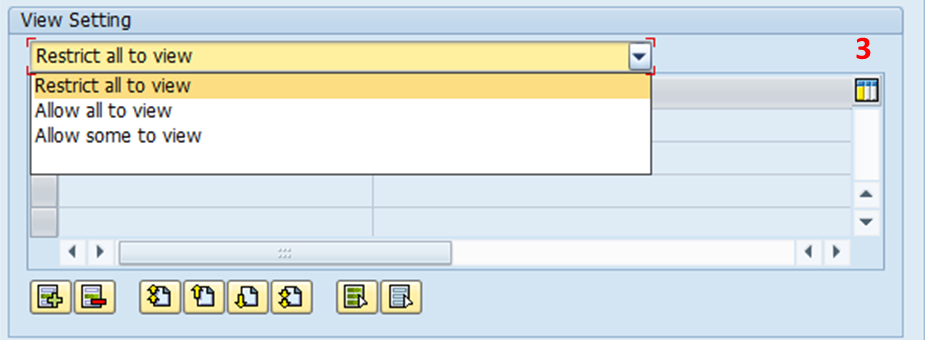 View Setting
Restrict all to view
3
Restrict all to view
Allow all to view
Allow some to view